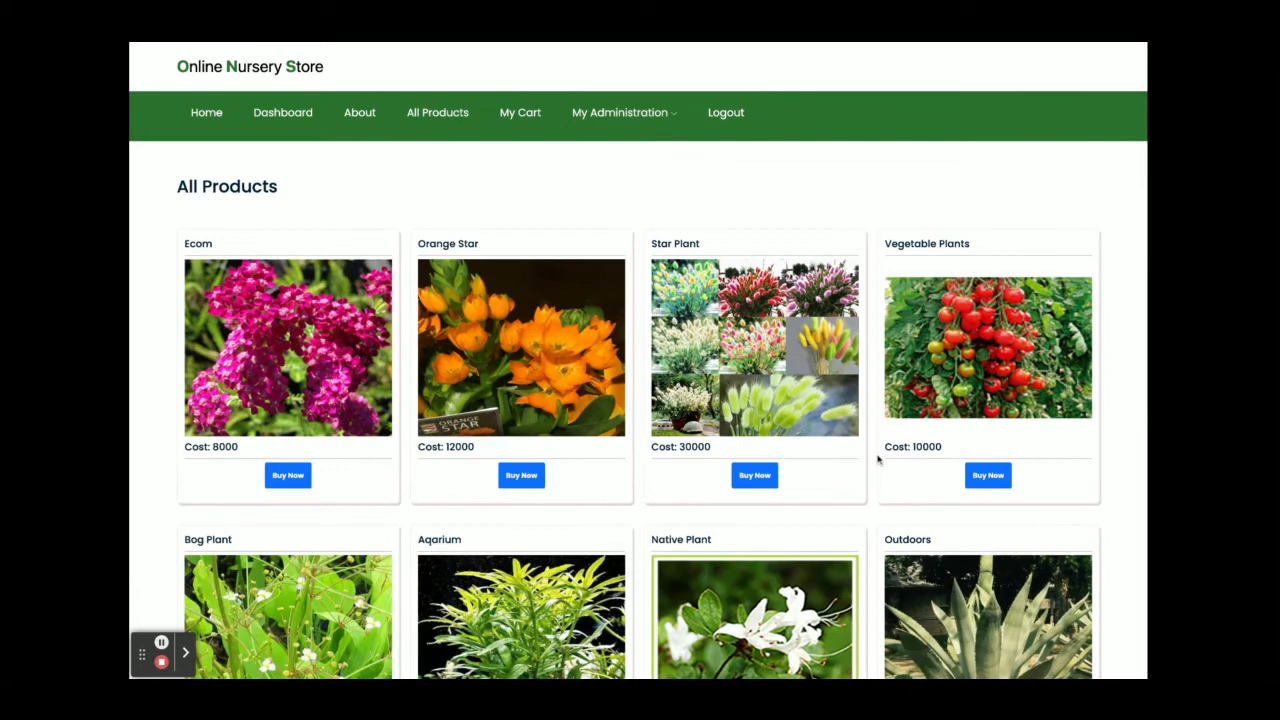 Online Nursery Store
Home Dashboard About All Products My Cart My Administration Logout
All Products
Ecom Orange Star Star Plant Vegetable Plants
ORANGE
STAR
Cost: 8000 Cost: 12000 Cost: 30000 Cost: 10000
Buy Now Buy Now Buy Now Buy Now
Bog Plant Aqarium Native Plant Outdoors